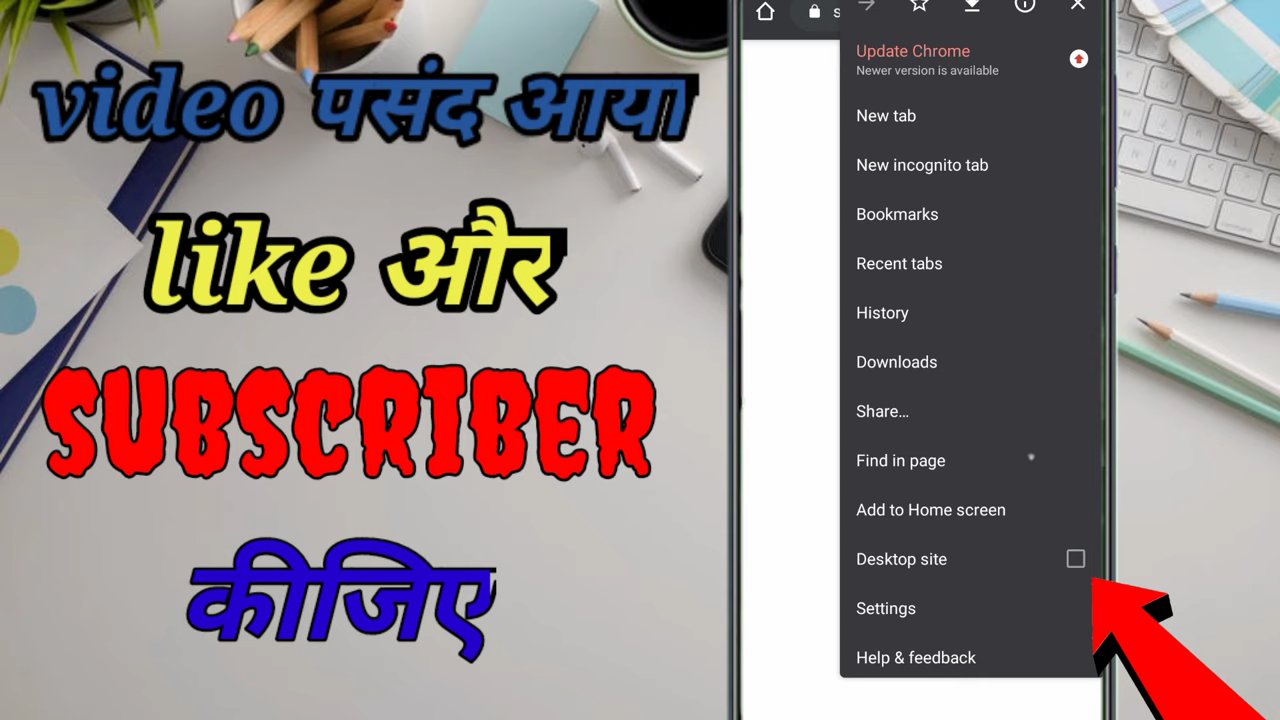 video पसंद आया
like और
SUBSCRIBER
कीजिए
Update Chrome
Newer version is available
New tab
New incognito tab
Bookmarks
Recent tabs
History
Downloads
Share...
Find in page
Add to Home screen
Desktop site
Settings
Help & feedback